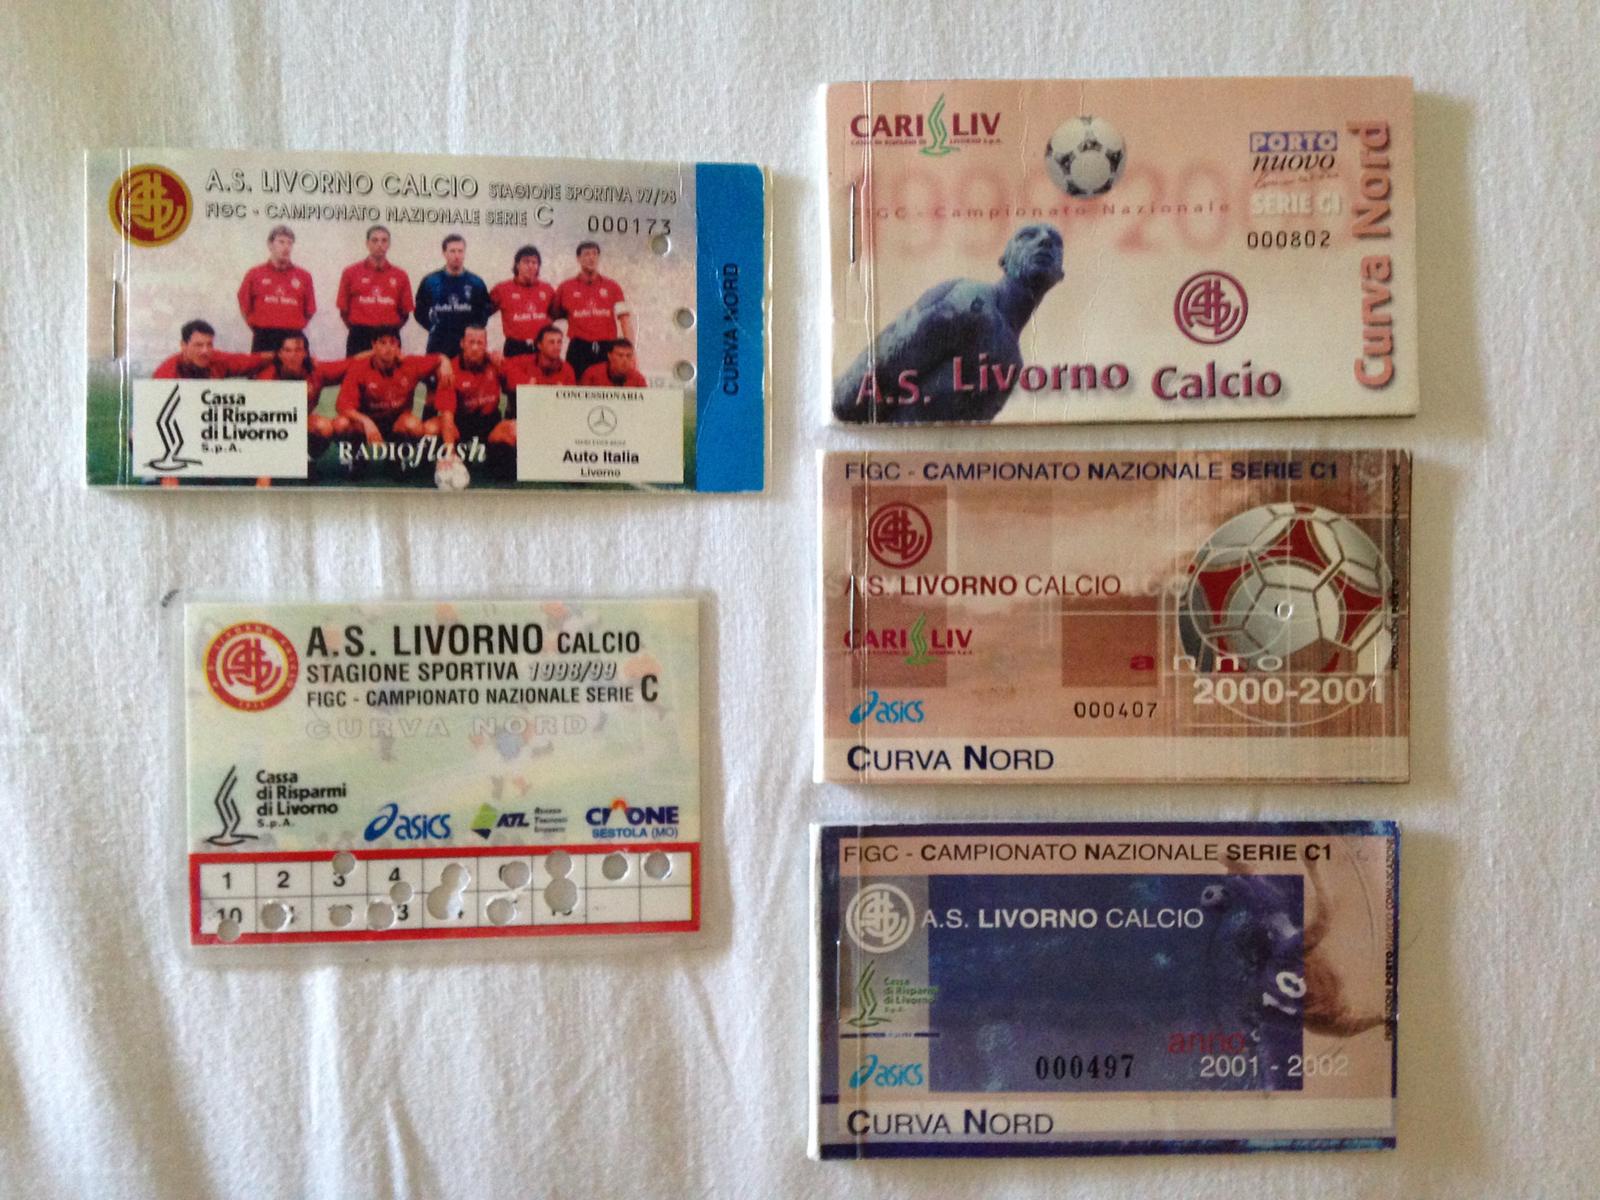 A.S. LIVORNO CALCIO STAGIONE SPORTIVA 97/98
FIGC - CAMPIONATO NAZIONALE SERIE C
000173
CURVA NORD
Cassa
di Risparmi
di Livorno
S.p.A.
RADIOflash
CONCESSIONARIA
Auto Italia
Livorno
A.S. LIVORNO CALCIO
STAGIONE SPORTIVA 1998/99
FIGC - CAMPIONATO NAZIONALE SERIE C
CURVA NORD
Cassa
di Risparmi
di Livorno
S.p.A.
asics
ATL
CIMONE
SESTOLA (MO)
1 2 3 4
10
CARI LIV
PORTO
nuovo
FIGC - Campionato Nazionale
SERIE C1
000802
Curva Nord
A.S. Livorno Calcio
FIGC - CAMPIONATO NAZIONALE SERIE C1
A.S. LIVORNO CALCIO
CARI LIV
anno
2000-2001
asics
000407
CURVA NORD
FIGC - CAMPIONATO NAZIONALE SERIE C1
A.S. LIVORNO CALCIO
10
Cassa
di Risparmi
di Livorno
S.p.A.
anno
2001 - 2002
asics
000497
CURVA NORD